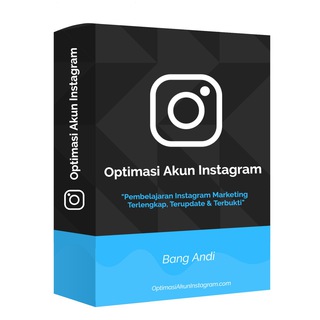 Optimasi Akun Instagram
Optimasi Akun Instagram
"Pembelajaran Instagram Marketing
Terlengkap, Terupdate & Terbukti"
Bang Andi
OptimasiAkunInstagram.com